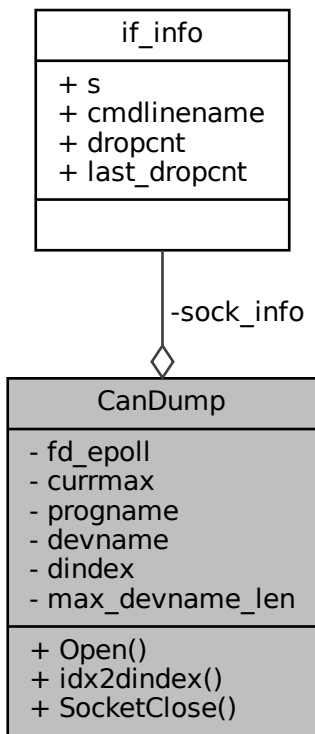 if_info
+ s
+ cmdlinename
+ dropcnt
+ last_dropcnt
-sock_info
CanDump
- fd_epoll
- currmax
- progname
- devname
- dindex
- max_devname_len
+ Open()
+ idx2dindex()
+ SocketClose()